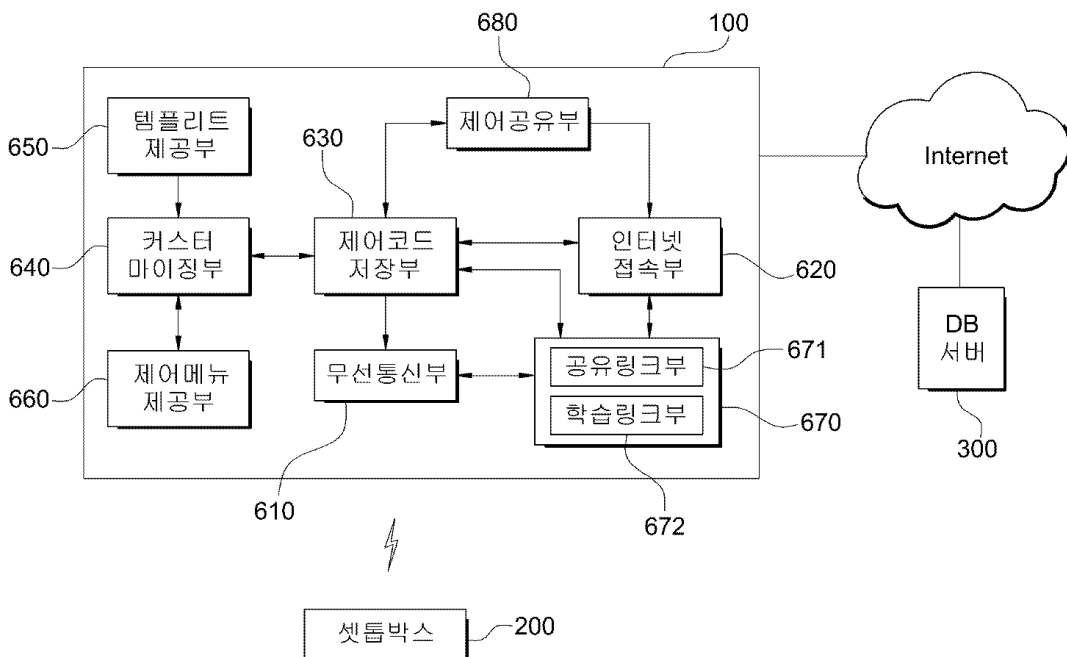 680
100
템플리트
제공부
650
제어공유부
630
Internet
커스터
마이징부
640
제어코드
저장부
인터넷
접속부
620
DB
서버
300
제어메뉴
제공부
660
무선통신부
610
공유링크부
671
학습링크부
670
672
셋톱박스
200